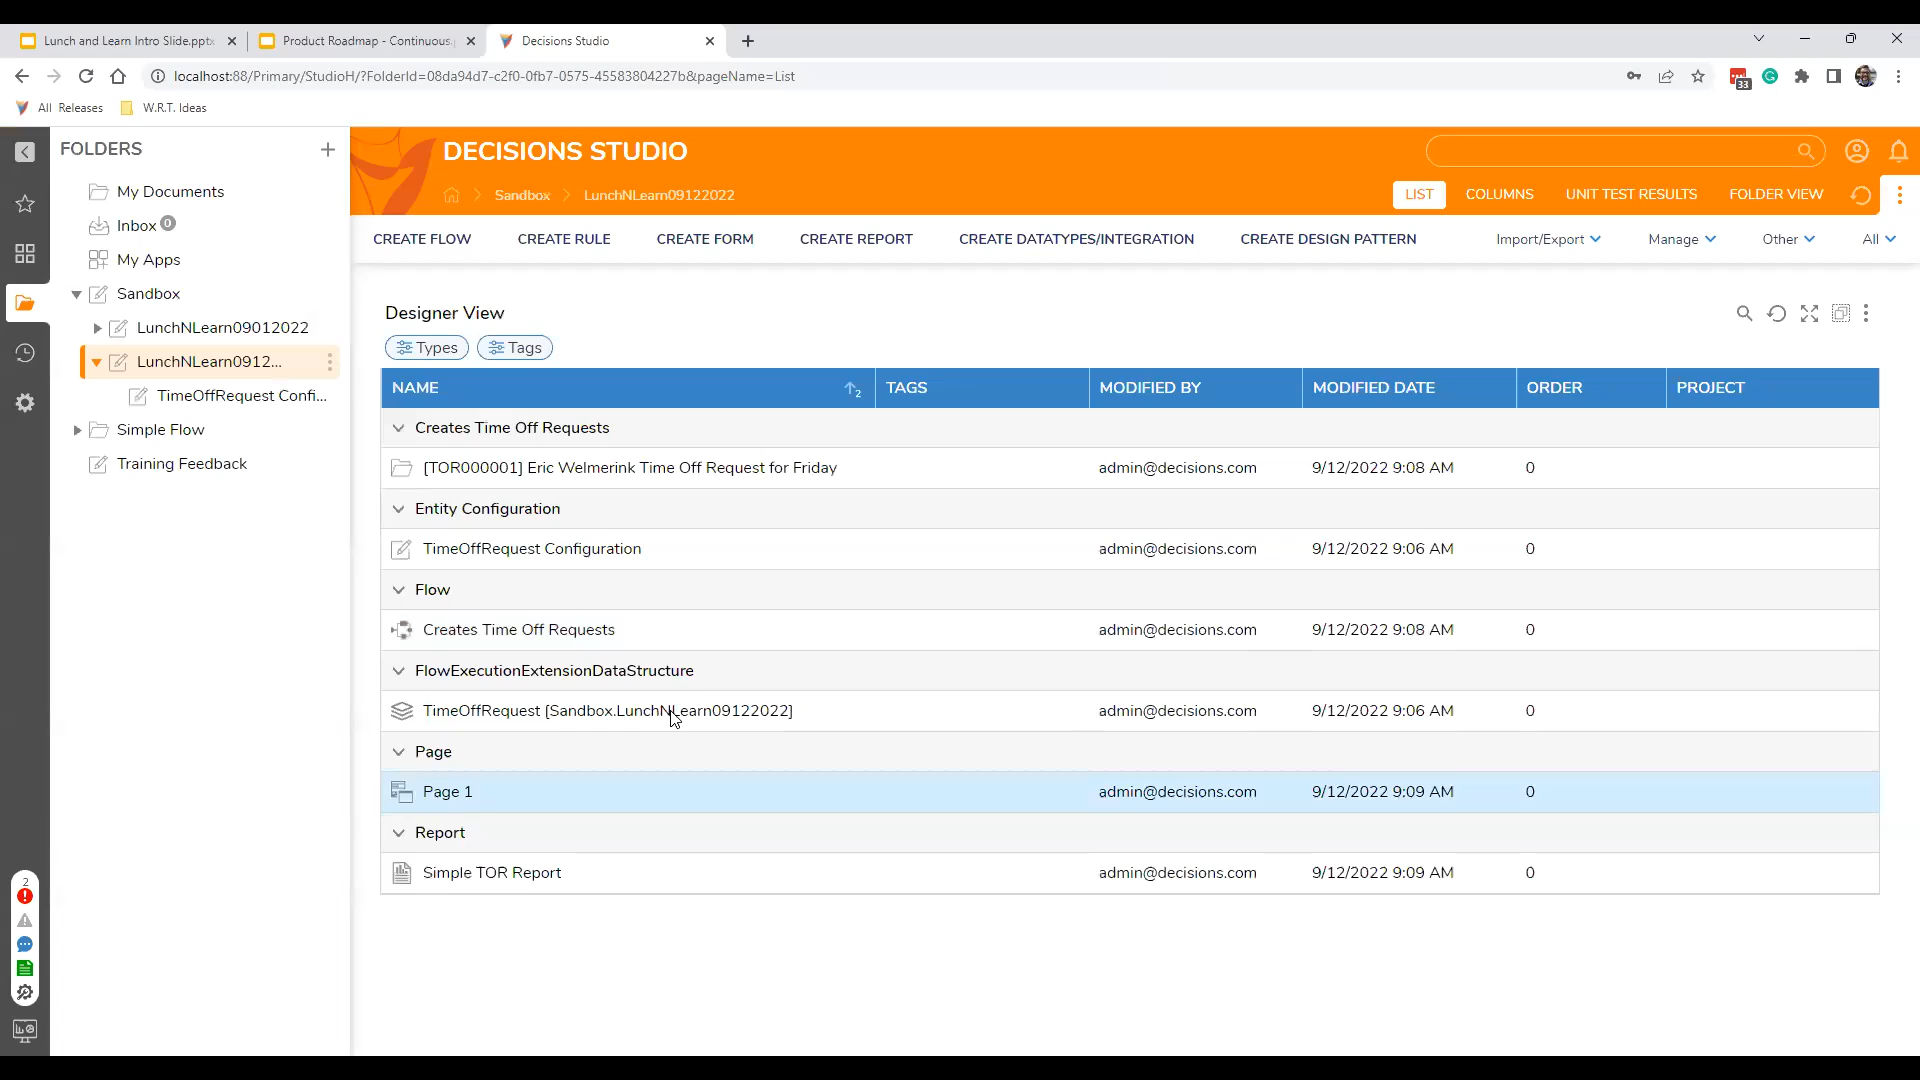 Lunch and Learn Intro Slide.pptx
Product Roadmap - Continuous
Decisions Studio
localhost:88/Primary/StudioH/?FolderId=08da94d7-c2f0-0fb7-0575-45583804227b&pageName=List
33
All Releases
W.R.T. Ideas
FOLDERS
My Documents
Inbox 0
My Apps
Sandbox
LunchNLearn09012022
LunchNLearn0912...
TimeOffRequest Confi...
Simple Flow
Training Feedback
2
DECISIONS STUDIO
Sandbox
LunchNLearn09122022
LIST
COLUMNS
UNIT TEST RESULTS
FOLDER VIEW
CREATE FLOW
CREATE RULE
CREATE FORM
CREATE REPORT
CREATE DATATYPES/INTEGRATION
CREATE DESIGN PATTERN
Import/Export
Manage
Other
All
Designer View
Types
Tags
NAME 2 TAGS MODIFIED BY MODIFIED DATE ORDER PROJECT
Creates Time Off Requests
[TOR000001] Eric Welmerink Time Off Request for Friday admin@decisions.com 9/12/2022 9:08 AM 0
Entity Configuration
TimeOffRequest Configuration admin@decisions.com 9/12/2022 9:06 AM 0
Flow
Creates Time Off Requests admin@decisions.com 9/12/2022 9:08 AM 0
FlowExecutionExtensionDataStructure
TimeOffRequest [Sandbox.LunchNLearn09122022] admin@decisions.com 9/12/2022 9:06 AM 0
Page
Page 1 admin@decisions.com 9/12/2022 9:09 AM 0
Report
Simple TOR Report admin@decisions.com 9/12/2022 9:09 AM 0